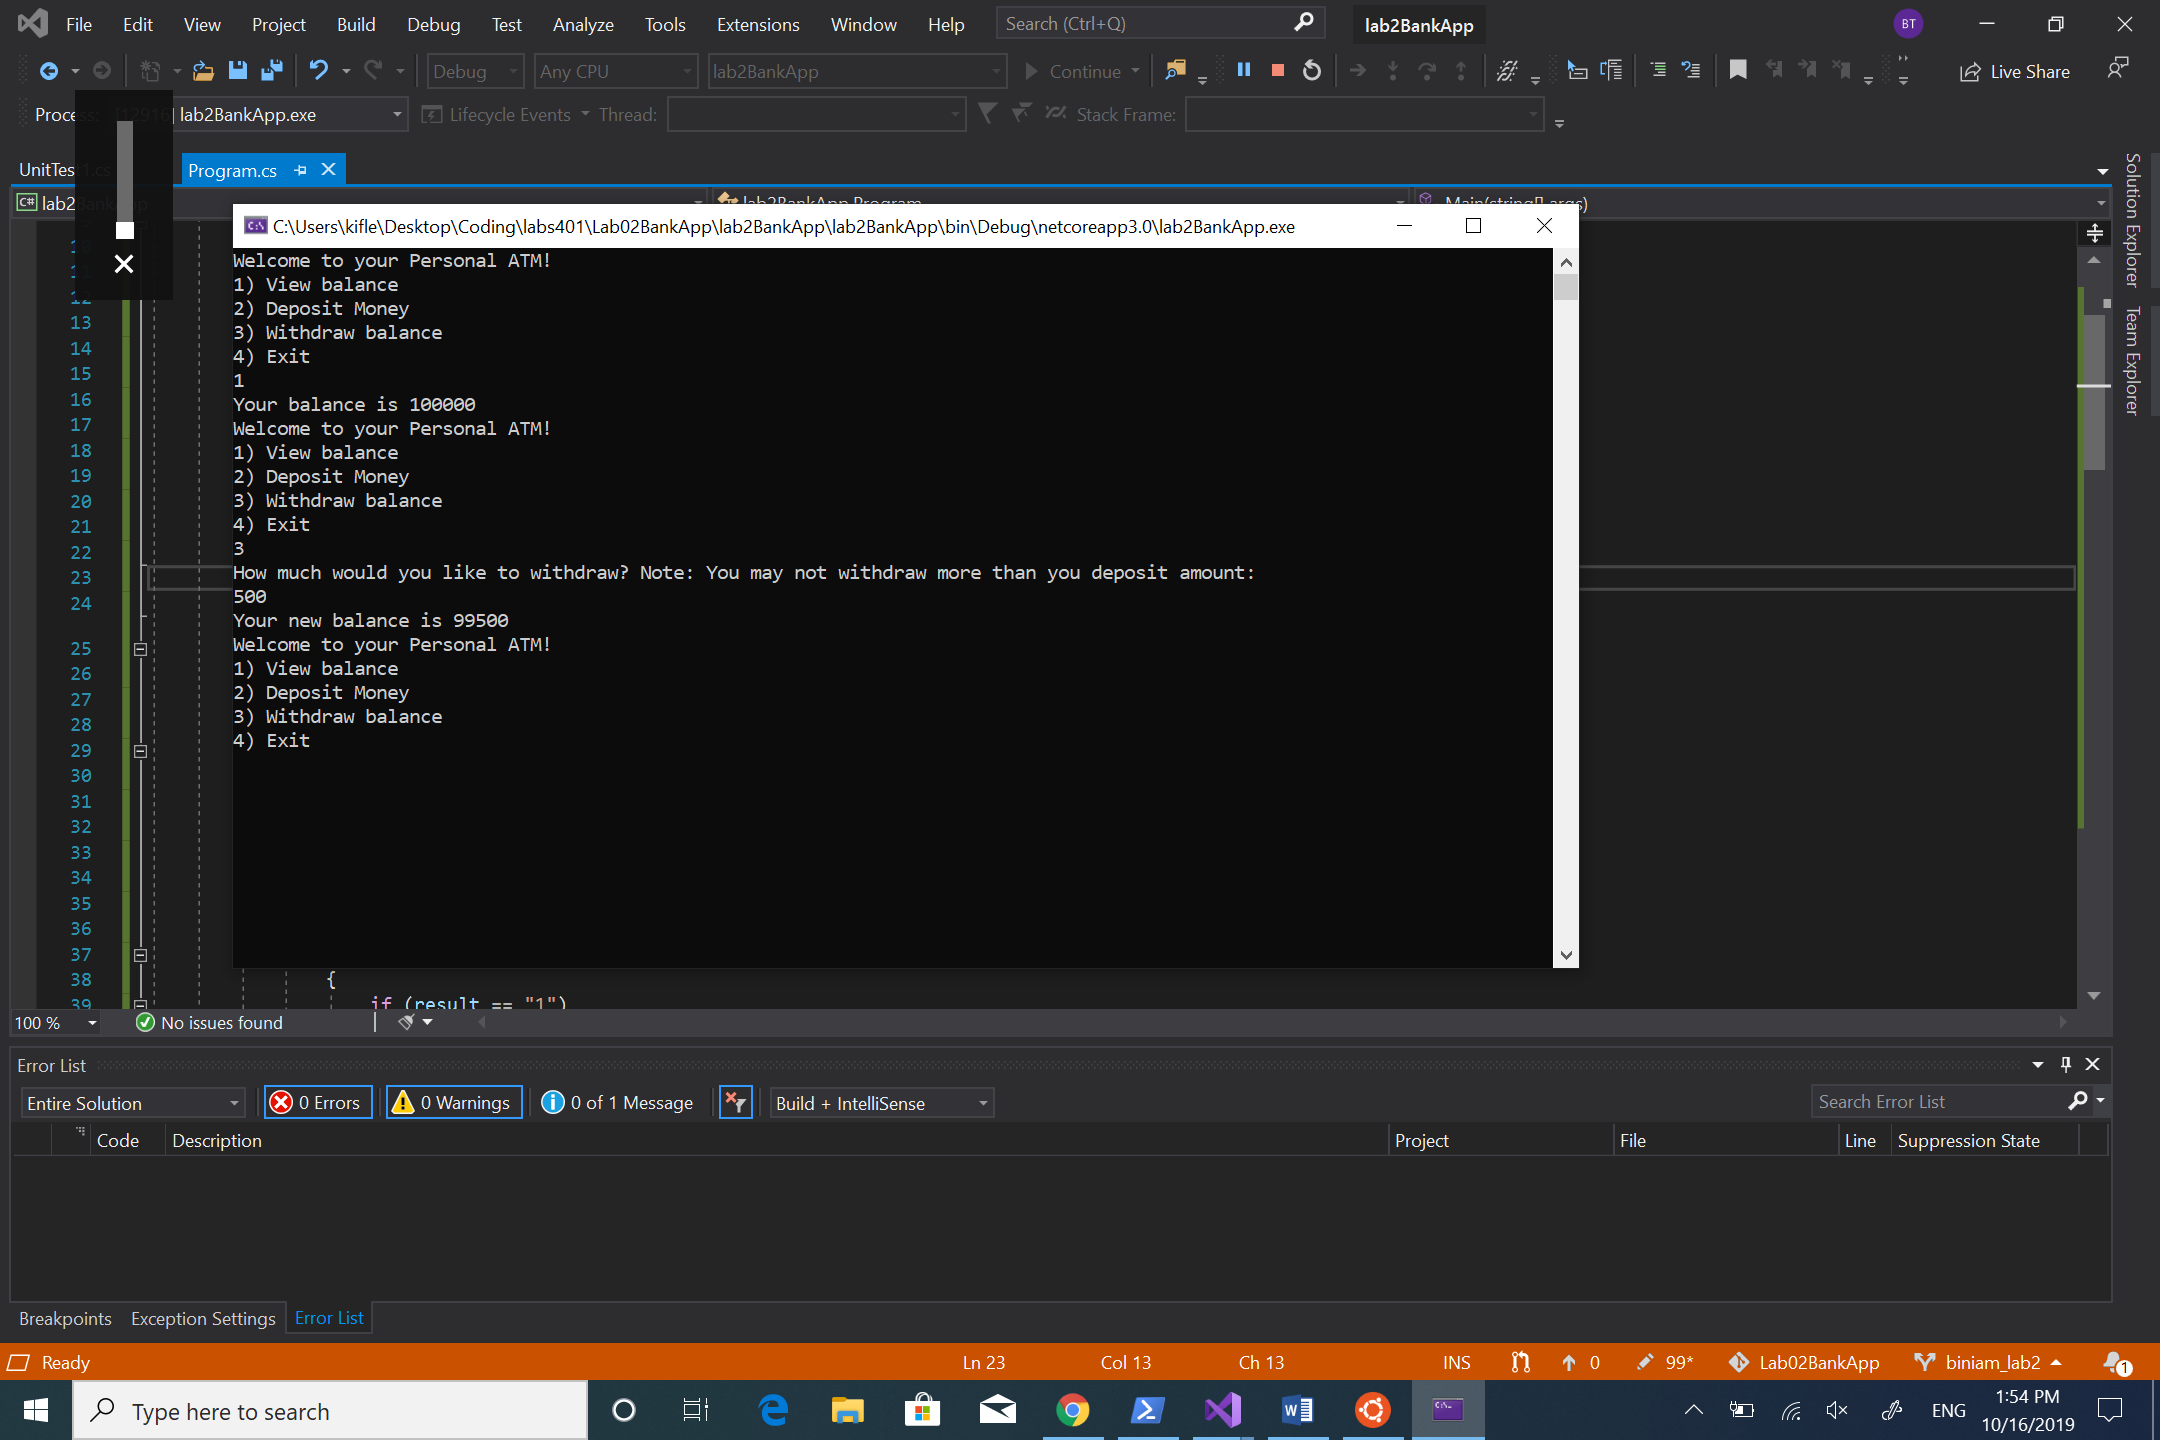 File Edit View Project Build Debug Test Analyze Tools Extensions Window Help Search (Ctrl+Q) lab2BankApp BT
Debug Any CPU lab2BankApp Continue Live Share
Process: [12916] lab2BankApp.exe Lifecycle Events Thread: Stack Frame:
UnitTest1.cs Program.cs
C# lab2BankApp lab2BankApp.Program Main(string[] args)
C:\Users\kifle\Desktop\Coding\labs401\Lab02BankApp\lab2BankApp\lab2BankApp\bin\Debug\netcoreapp3.0\lab2BankApp.exe
Welcome to your Personal ATM!
1) View balance
2) Deposit Money
3) Withdraw balance
4) Exit
1
Your balance is 100000
Welcome to your Personal ATM!
1) View balance
2) Deposit Money
3) Withdraw balance
4) Exit
3
How much would you like to withdraw? Note: You may not withdraw more than you deposit amount:
500
Your new balance is 99500
Welcome to your Personal ATM!
1) View balance
2) Deposit Money
3) Withdraw balance
4) Exit
10
11
12
13
14
15
16
17
18
19
20
21
22
23
24
25
26
27
28
29
30
31
32
33
34
35
36
37
38 {
39 if (result == "1")
Solution Explorer
Team Explorer
100 % No issues found
Error List
Entire Solution 0 Errors 0 Warnings 0 of 1 Message Build + IntelliSense Search Error List
Code Description Project File Line Suppression State
Breakpoints Exception Settings Error List
Ready Ln 23 Col 13 Ch 13 INS 0 99* Lab02BankApp biniam_lab2 1
Type here to search ENG 1:54 PM
10/16/2019